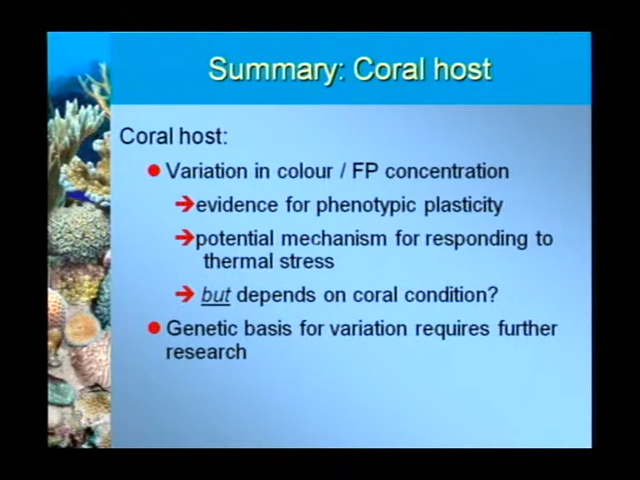 Summary: Coral host
Coral host:
Variation in colour / FP concentration
➔evidence for phenotypic plasticity
➔potential mechanism for responding to
thermal stress
➔ but depends on coral condition?
Genetic basis for variation requires further
research